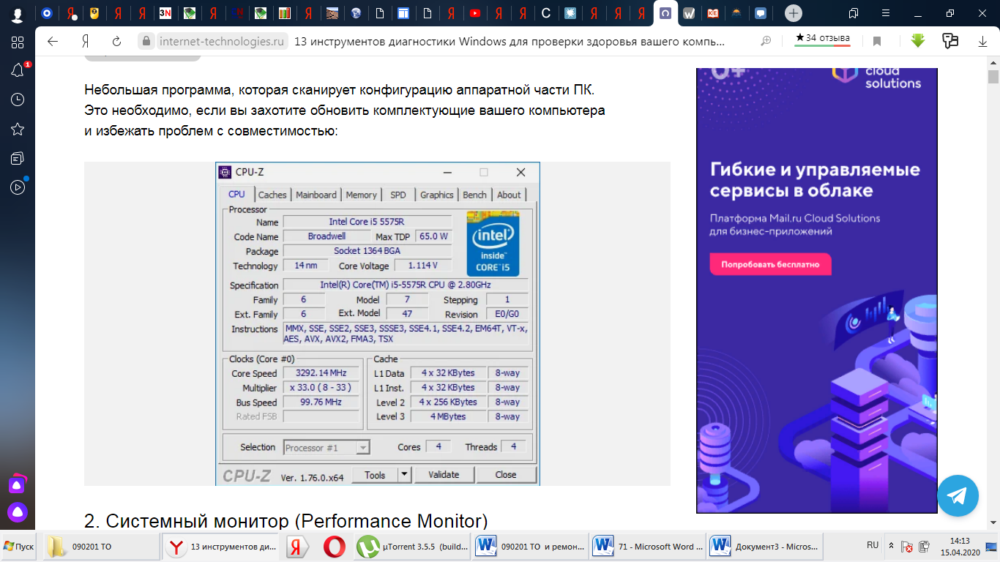 internet-technologies.ru
13 инструментов диагностики Windows для проверки здоровья вашего компь...
★34 отзыва
Небольшая программа, которая сканирует конфигурацию аппаратной части ПК.
Это необходимо, если вы захотите обновить комплектующие вашего компьютера
и избежать проблем с совместимостью:
CPU-Z
CPU Caches Mainboard Memory SPD Graphics Bench About
Processor
Name Intel Core i5 5575R
Code Name Broadwell Max TDP 65.0 W
Package Socket 1364 BGA
Technology 14 nm Core Voltage 1.114 V
intel
inside™
CORE™ i5
Specification Intel(R) Core(TM) i5-5575R CPU @ 2.80GHz
Family 6 Model 7 Stepping 1
Ext. Family 6 Ext. Model 47 Revision E0/G0
Instructions MMX, SSE, SSE2, SSE3, SSSE3, SSE4.1, SSE4.2, EM64T, VT-x,
AES, AVX, AVX2, FMA3, TSX
Clocks (Core #0)
Core Speed 3292.14 MHz
Multiplier x 33.0 ( 8 - 33 )
Bus Speed 99.76 MHz
Rated FSB
Cache
L1 Data 4 x 32 KBytes 8-way
L1 Inst. 4 x 32 KBytes 8-way
Level 2 4 x 256 KBytes 8-way
Level 3 4 MBytes 8-way
Selection Processor #1 Cores 4 Threads 4
CPU-Z Ver. 1.76.0.x64 Tools Validate Close
2. Системный монитор (Performance Monitor)
cloud
solutions
Гибкие и управляемые
сервисы в облаке
Платформа Mail.ru Cloud Solutions
для бизнес-приложений
Попробовать бесплатно
Пуск
090201 ТО
13 инструментов ди...
µTorrent 3.5.5 (build...
090201 ТО и ремон...
71 - Microsoft Word ...
Документ3 - Micros...
RU
14:13
15.04.2020